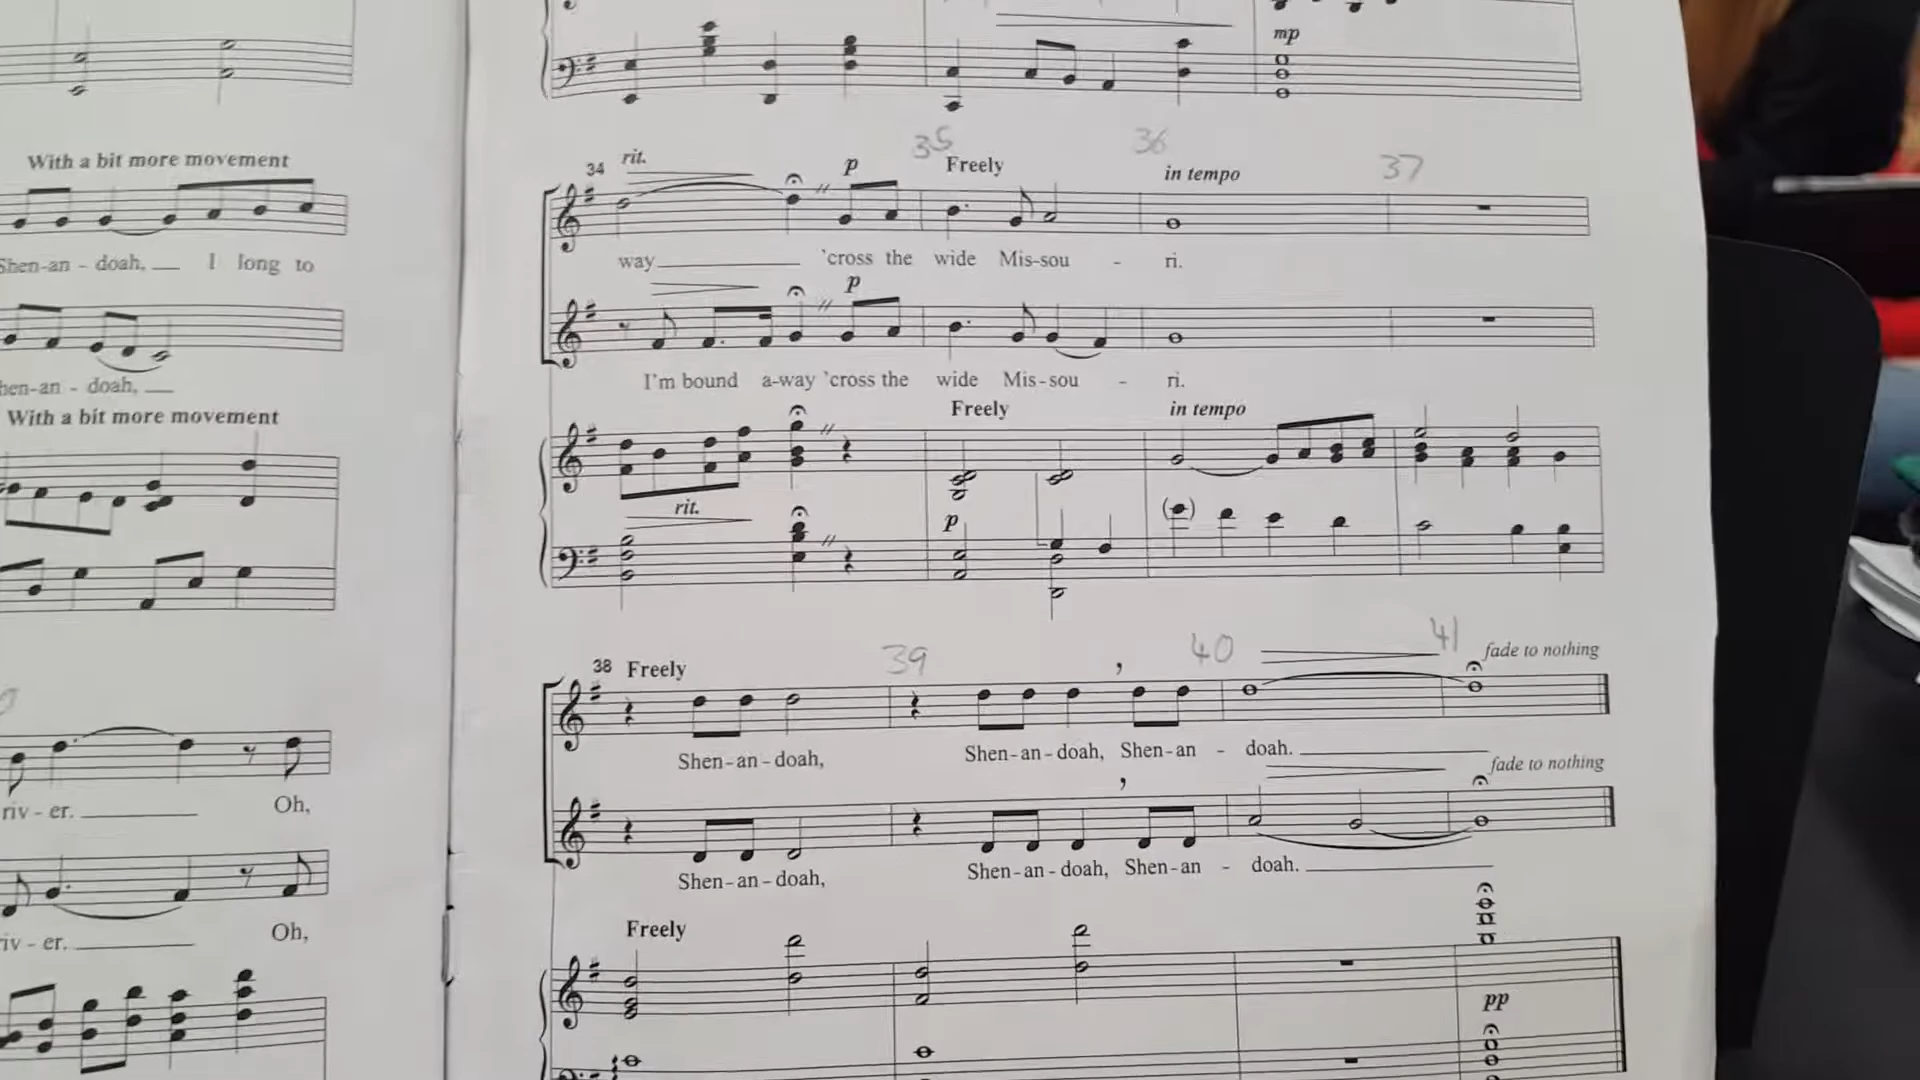 With a bit more movement
Shen-an - doah, I long to
hen-an - doah,
With a bit more movement
riv - er. Oh,
riv - er. Oh,
mp
35 36 37
34 rit. p Freely in tempo
way 'cross the wide Mis-sou - ri.
p
I'm bound a-way 'cross the wide Mis-sou - ri.
Freely in tempo
rit.
p
39 40 41
38 Freely fade to nothing
Shen-an-doah, Shen-an-doah, Shen-an - doah.
fade to nothing
Shen-an-doah, Shen-an-doah, Shen-an - doah.
Freely
pp